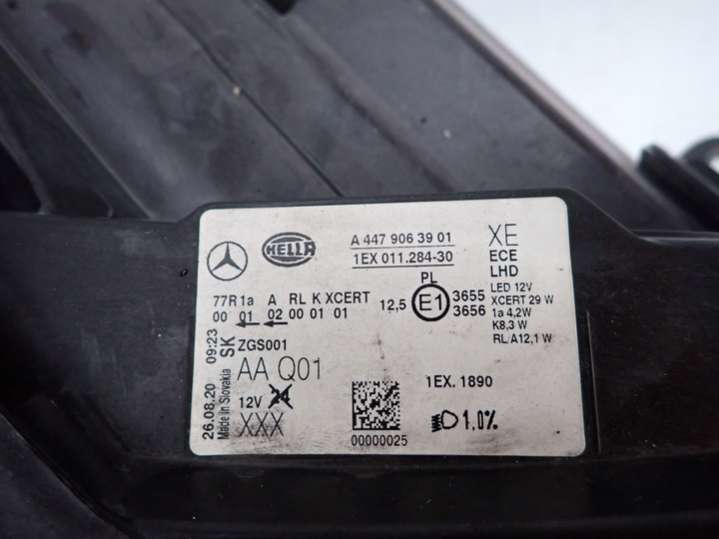 HELLA
A 447 906 39 01
1EX 011.284-30
XE
ECE
LHD
LED 12V
XCERT 29 W
1a 4,2W
K8,3 W
RL/A12,1 W
PL
12,5 E1 3655
3656
77R 1a A RL K XCERT
00 01 02 00 01 01
ZGS001
AA Q01
12V 24
XXX
26.08.20 09:23
Made in Slovakia SK
00000025
1EX. 1890
1,0%